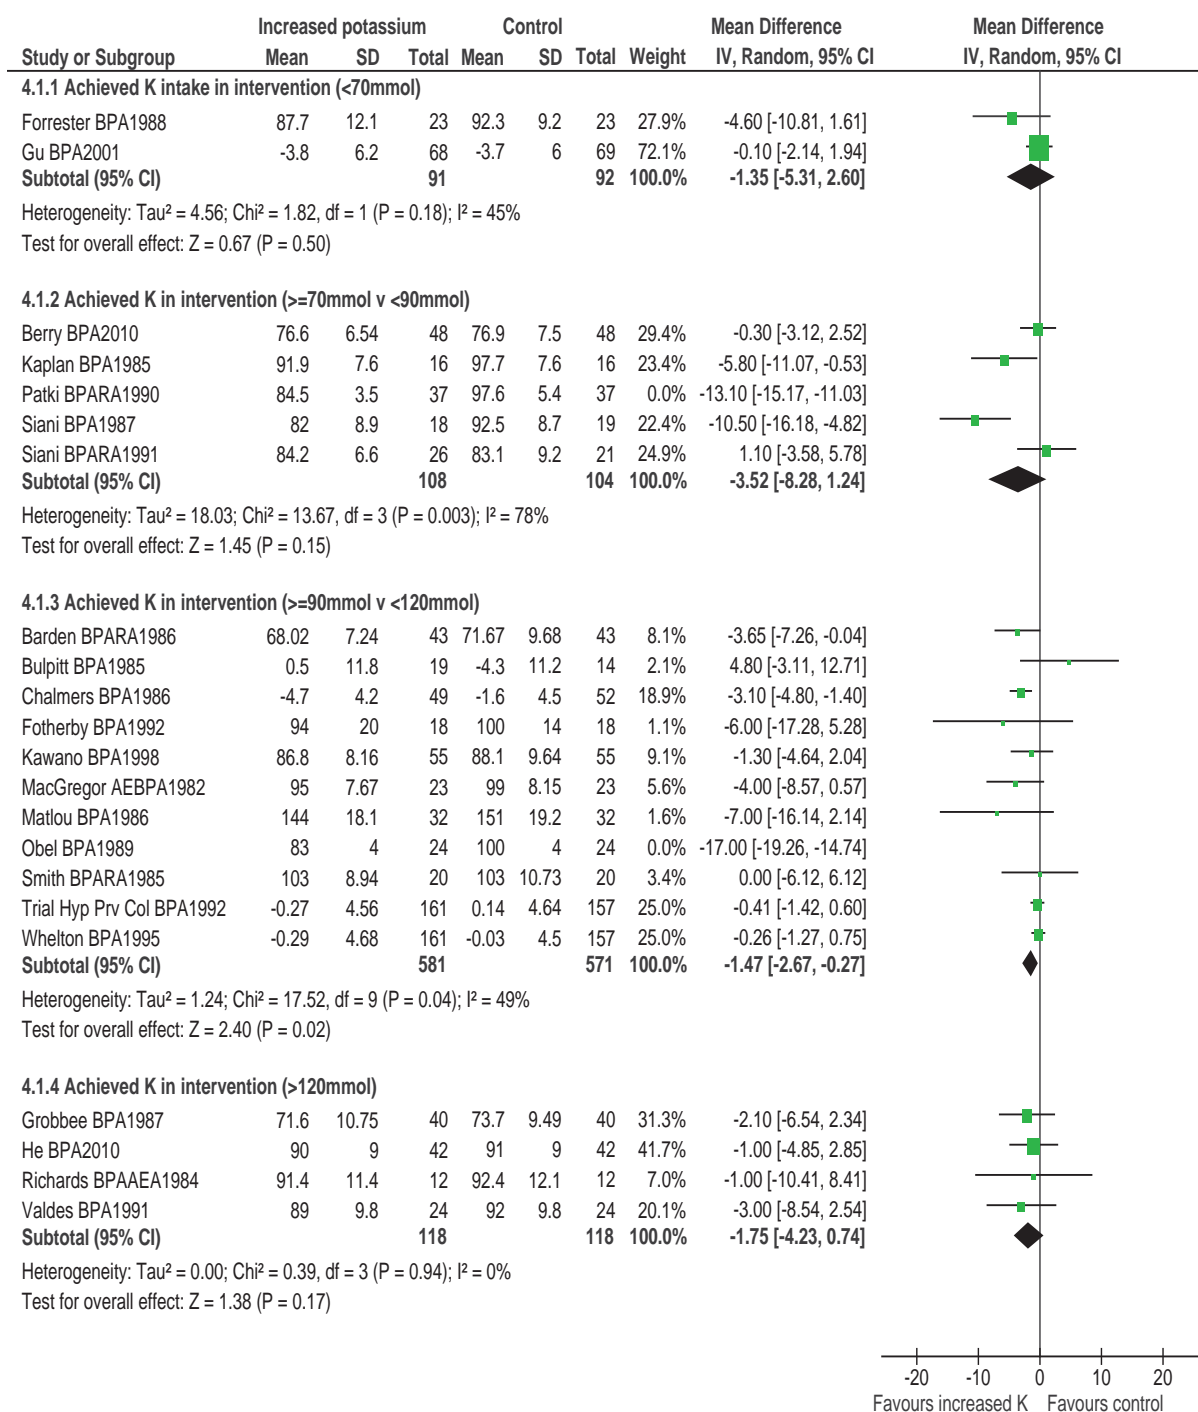 Increased potassium Control Mean Difference Mean Difference
Study or Subgroup Mean SD Total Mean SD Total Weight IV, Random, 95% CI IV, Random, 95% CI
4.1.1 Achieved K intake in intervention (<70mmol)
Forrester BPA1988 87.7 12.1 23 92.3 9.2 23 27.9% -4.60 [-10.81, 1.61]
Gu BPA2001 -3.8 6.2 68 -3.7 6 69 72.1% -0.10 [-2.14, 1.94]
Subtotal (95% CI) 91 92 100.0% -1.35 [-5.31, 2.60]
Heterogeneity: Tau² = 4.56; Chi² = 1.82, df = 1 (P = 0.18); I² = 45%
Test for overall effect: Z = 0.67 (P = 0.50)
4.1.2 Achieved K in intervention (>=70mmol v <90mmol)
Berry BPA2010 76.6 6.54 48 76.9 7.5 48 29.4% -0.30 [-3.12, 2.52]
Kaplan BPA1985 91.9 7.6 16 97.7 7.6 16 23.4% -5.80 [-11.07, -0.53]
Patki BPARA1990 84.5 3.5 37 97.6 5.4 37 0.0% -13.10 [-15.17, -11.03]
Siani BPA1987 82 8.9 18 92.5 8.7 19 22.4% -10.50 [-16.18, -4.82]
Siani BPARA1991 84.2 6.6 26 83.1 9.2 21 24.9% 1.10 [-3.58, 5.78]
Subtotal (95% CI) 108 104 100.0% -3.52 [-8.28, 1.24]
Heterogeneity: Tau² = 18.03; Chi² = 13.67, df = 3 (P = 0.003); I² = 78%
Test for overall effect: Z = 1.45 (P = 0.15)
4.1.3 Achieved K in intervention (>=90mmol v <120mmol)
Barden BPARA1986 68.02 7.24 43 71.67 9.68 43 8.1% -3.65 [-7.26, -0.04]
Bulpitt BPA1985 0.5 11.8 19 -4.3 11.2 14 2.1% 4.80 [-3.11, 12.71]
Chalmers BPA1986 -4.7 4.2 49 -1.6 4.5 52 18.9% -3.10 [-4.80, -1.40]
Fotherby BPA1992 94 20 18 100 14 18 1.1% -6.00 [-17.28, 5.28]
Kawano BPA1998 86.8 8.16 55 88.1 9.64 55 9.1% -1.30 [-4.64, 2.04]
MacGregor AEBPA1982 95 7.67 23 99 8.15 23 5.6% -4.00 [-8.57, 0.57]
Matlou BPA1986 144 18.1 32 151 19.2 32 1.6% -7.00 [-16.14, 2.14]
Obel BPA1989 83 4 24 100 4 24 0.0% -17.00 [-19.26, -14.74]
Smith BPARA1985 103 8.94 20 103 10.73 20 3.4% 0.00 [-6.12, 6.12]
Trial Hyp Prv Col BPA1992 -0.27 4.56 161 0.14 4.64 157 25.0% -0.41 [-1.42, 0.60]
Whelton BPA1995 -0.29 4.68 161 -0.03 4.5 157 25.0% -0.26 [-1.27, 0.75]
Subtotal (95% CI) 581 571 100.0% -1.47 [-2.67, -0.27]
Heterogeneity: Tau² = 1.24; Chi² = 17.52, df = 9 (P = 0.04); I² = 49%
Test for overall effect: Z = 2.40 (P = 0.02)
4.1.4 Achieved K in intervention (>120mmol)
Grobbee BPA1987 71.6 10.75 40 73.7 9.49 40 31.3% -2.10 [-6.54, 2.34]
He BPA2010 90 9 42 91 9 42 41.7% -1.00 [-4.85, 2.85]
Richards BPAAEA1984 91.4 11.4 12 92.4 12.1 12 7.0% -1.00 [-10.41, 8.41]
Valdes BPA1991 89 9.8 24 92 9.8 24 20.1% -3.00 [-8.54, 2.54]
Subtotal (95% CI) 118 118 100.0% -1.75 [-4.23, 0.74]
Heterogeneity: Tau² = 0.00; Chi² = 0.39, df = 3 (P = 0.94); I² = 0%
Test for overall effect: Z = 1.38 (P = 0.17)
-20 -10 0 10 20
Favours increased K Favours control